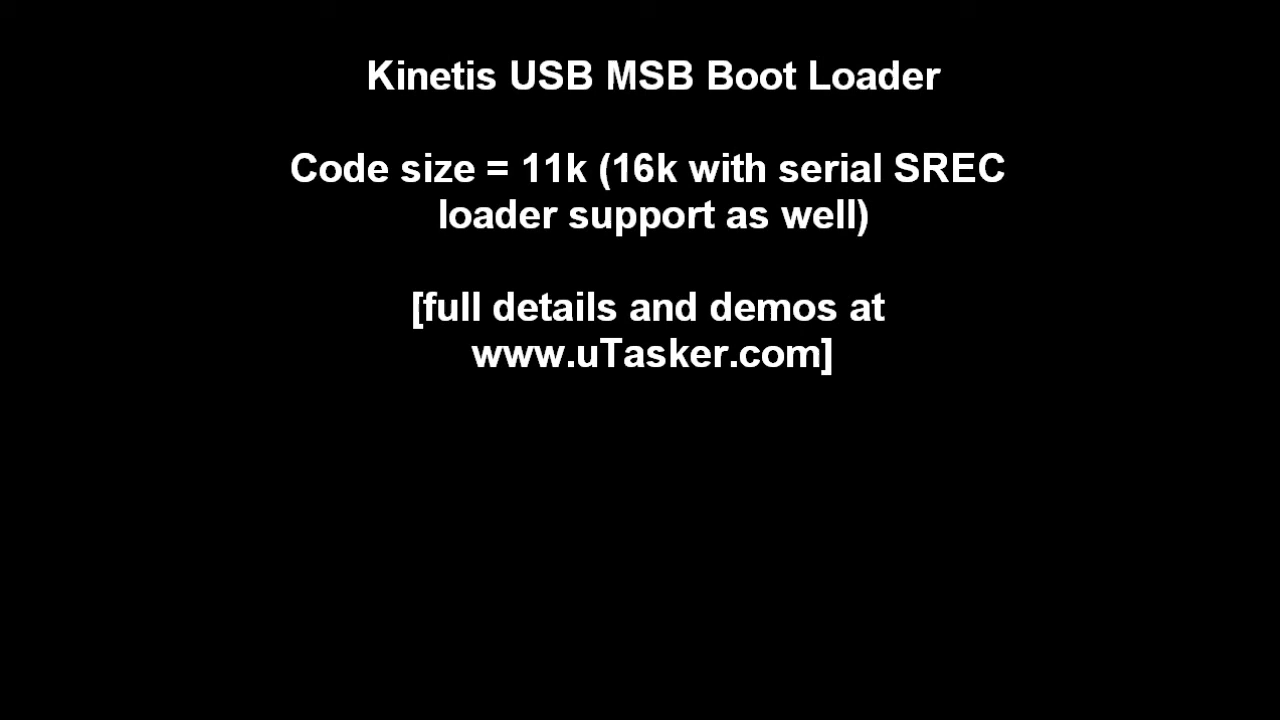 Kinetis USB MSB Boot Loader
Code size = 11k (16k with serial SREC
loader support as well)
[full details and demos at
www.uTasker.com]